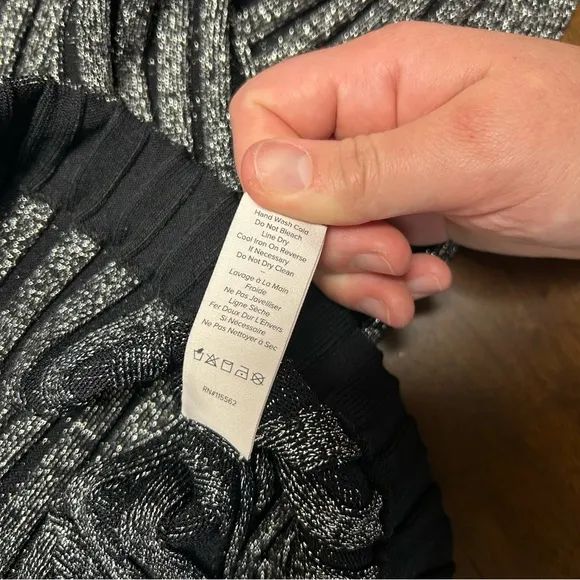 Hand Wash Cold
Do Not Bleach
Line Dry
Cool Iron On Reverse
If Necessary
Do Not Dry Clean
–
Lavage à La Main
Froide
Ne Pas Javelliser
Ligne Sèche
Fer Doux Dur L'Envers
Si Nécessaire
Ne Pas Nettoyer à Sec
RN#115562